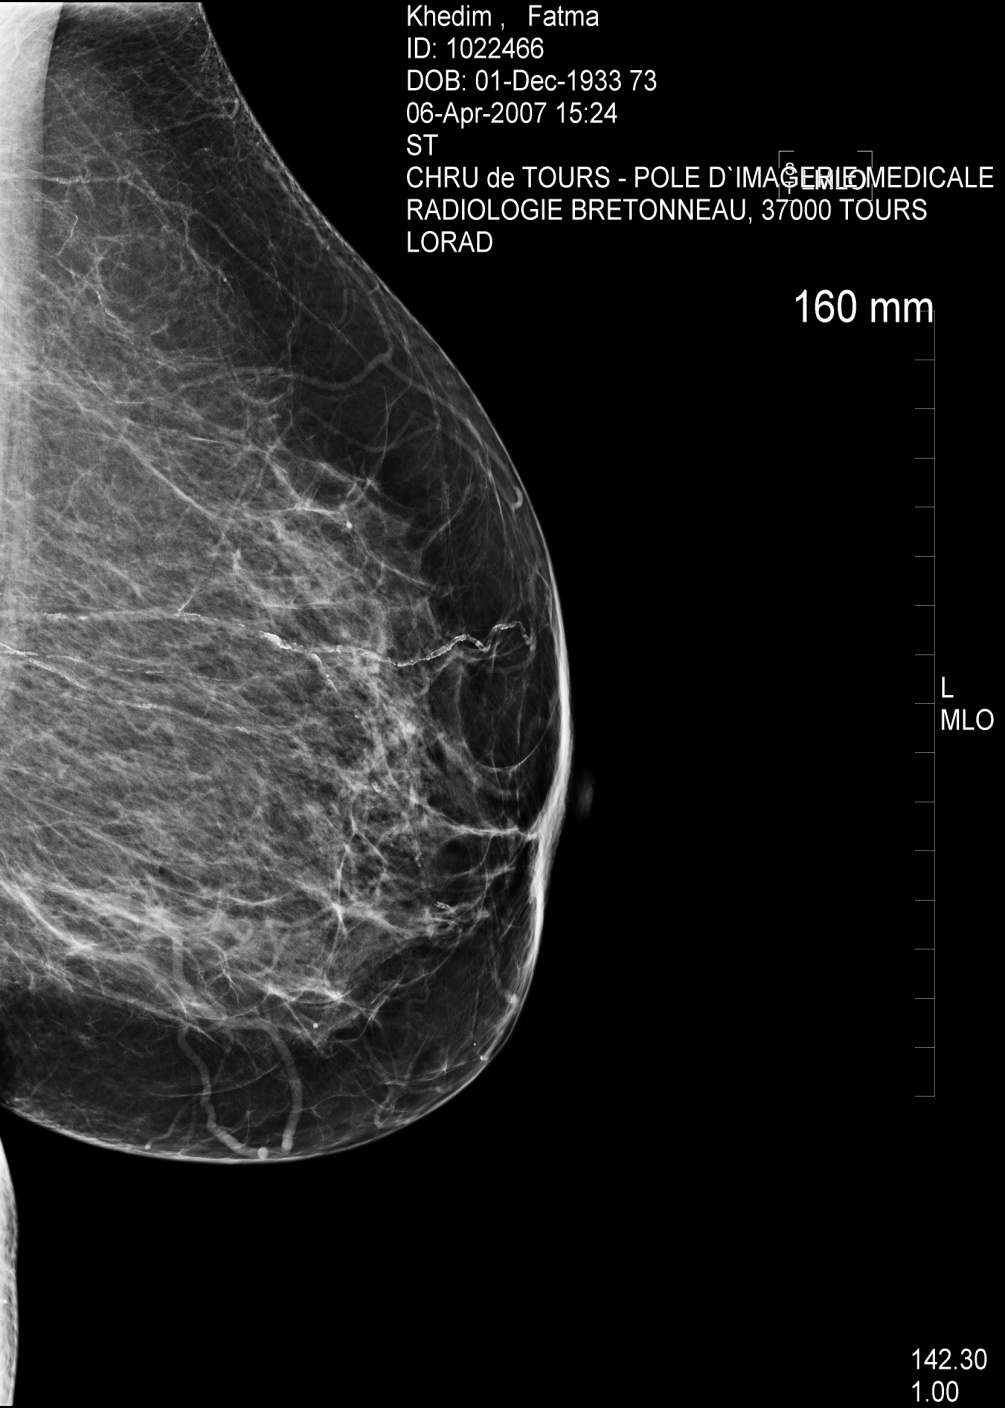 Khedim , Fatma
ID: 1022466
DOB: 01-Dec-1933 73
06-Apr-2007 15:24
ST
CHRU de TOURS - POLE D`IMAGERIE MEDICALE
RADIOLOGIE BRETONNEAU, 37000 TOURS
LORAD
160 mm
L
MLO
142.30
1.00